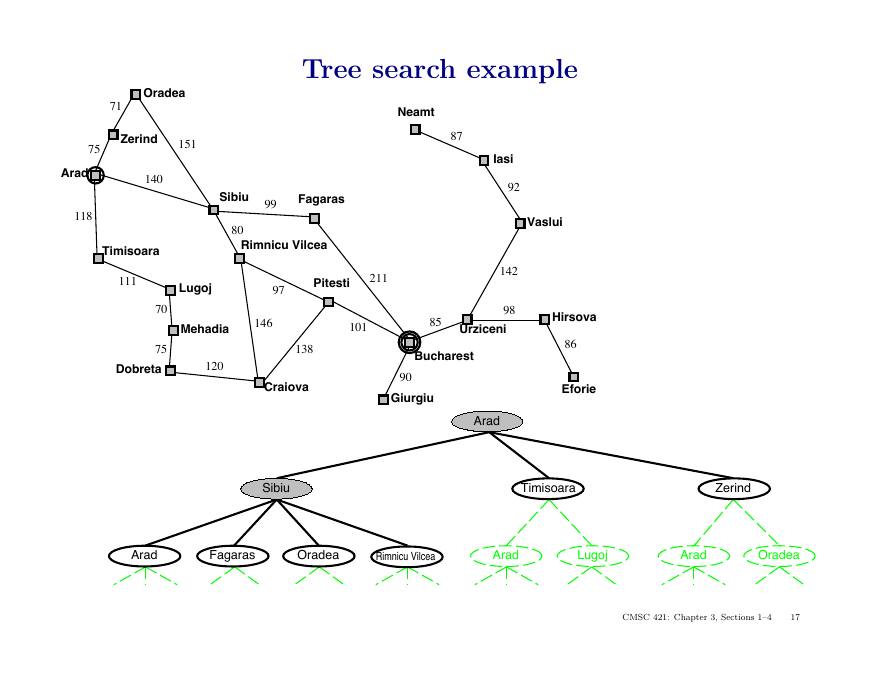 Tree search example
Oradea
71
Neamt
87
Zerind
151
75
Iasi
Arad
140
92
Sibiu
99
Fagaras
118
80
Vaslui
Rimnicu Vilcea
Timisoara
142
211
111
Lugoj
97
Pitesti
70
98
Hirsova
146
101
85
Mehadia
Urziceni
86
75
138
Bucharest
Dobreta
120
90
Craiova
Eforie
Giurgiu
Arad
Sibiu
Timisoara
Zerind
Arad
Fagaras
Oradea
Rimnicu Vilcea
Arad
Lugoj
Arad
Oradea
CMSC 421: Chapter 3, Sections 1–4 17